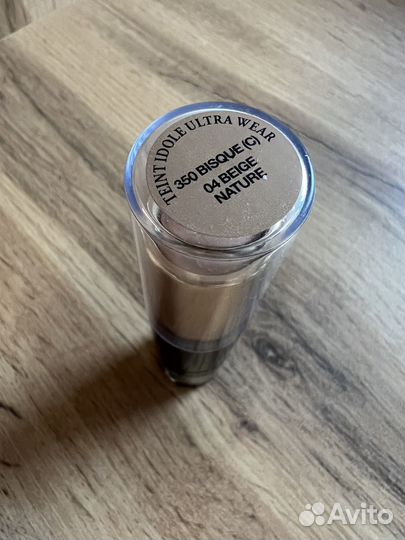 TEINT IDOLE ULTRA WEAR
350 BISQUE (C)
04 BEIGE
NATURE
Avito